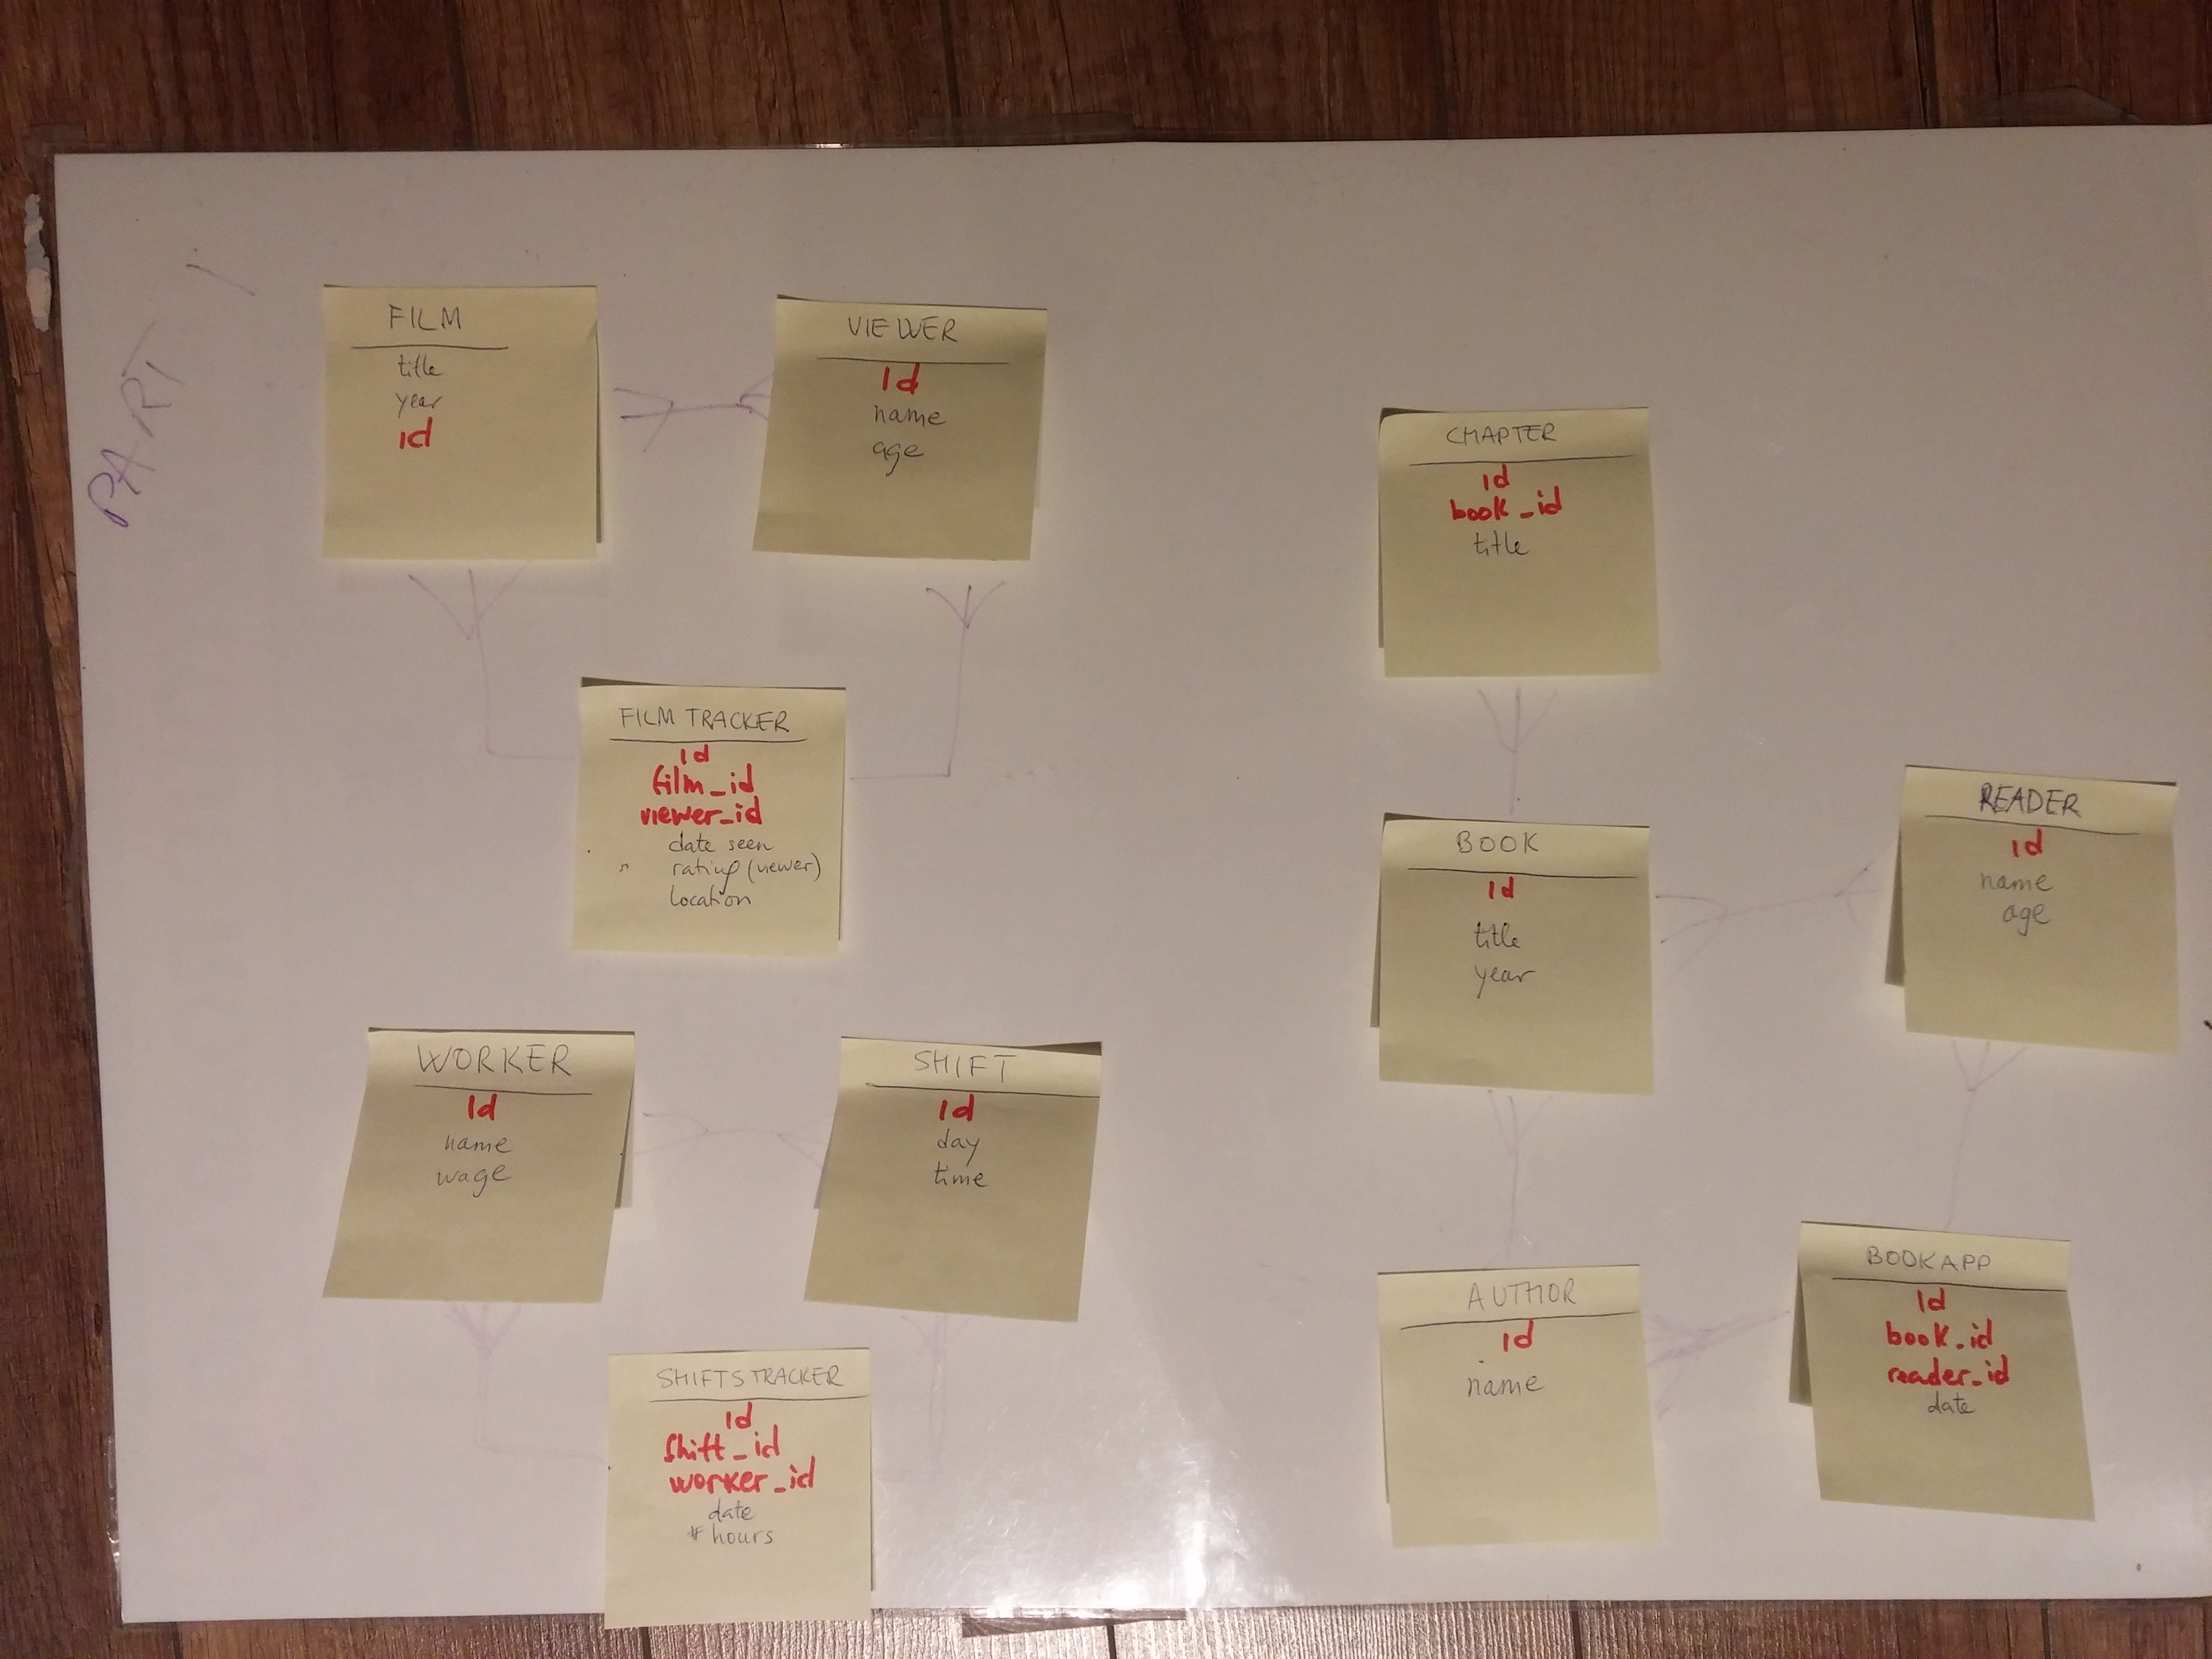 PART
FILM
title
year
id
VIEWER
id
name
age
FILM TRACKER
id
film_id
viewer_id
date seen
rating (viewer)
location
WORKER
id
name
wage
SHIFT
id
day
time
SHIFTSTRACKER
id
shift_id
worker_id
date
# hours
CHAPTER
id
book_id
title
BOOK
id
title
year
AUTHOR
id
name
READER
id
name
age
BOOKAPP
id
book_id
reader_id
date